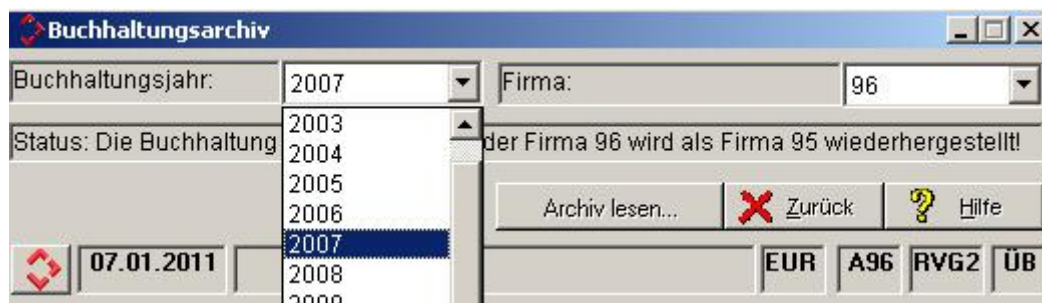 Buchhaltungsarchiv
Buchhaltungsjahr: 2007 Firma: 96
2003
Status: Die Buchhaltung der Firma 96 wird als Firma 95 wiederhergestellt!
2004
2005
2006
Archiv lesen... Zurück Hilfe
2007
07.01.2011 EUR A96 RVG2 ÜB
2008